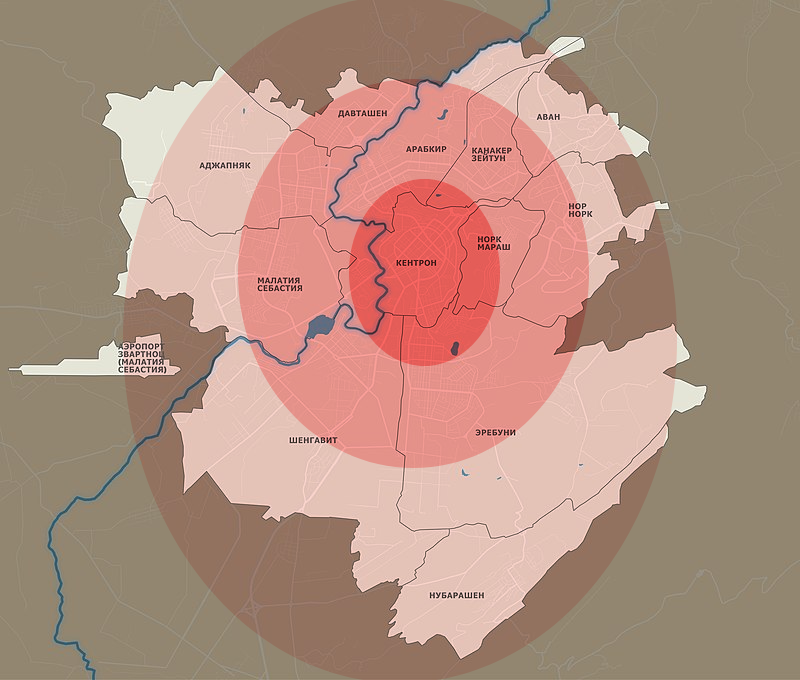 ДАВТАШЕН
АВАН
АРАБКИР
КАНАКЕР
ЗЕЙТУН
АДЖАПНЯК
НОР
НОРК
НОРК
МАРАШ
КЕНТРОН
МАЛАТИЯ
СЕБАСТИЯ
АЭРОПОРТ
ЗВАРТНОЦ
(МАЛАТИЯ
СЕБАСТИЯ)
ЭРЕБУНИ
ШЕНГАВИТ
НУБАРАШЕН